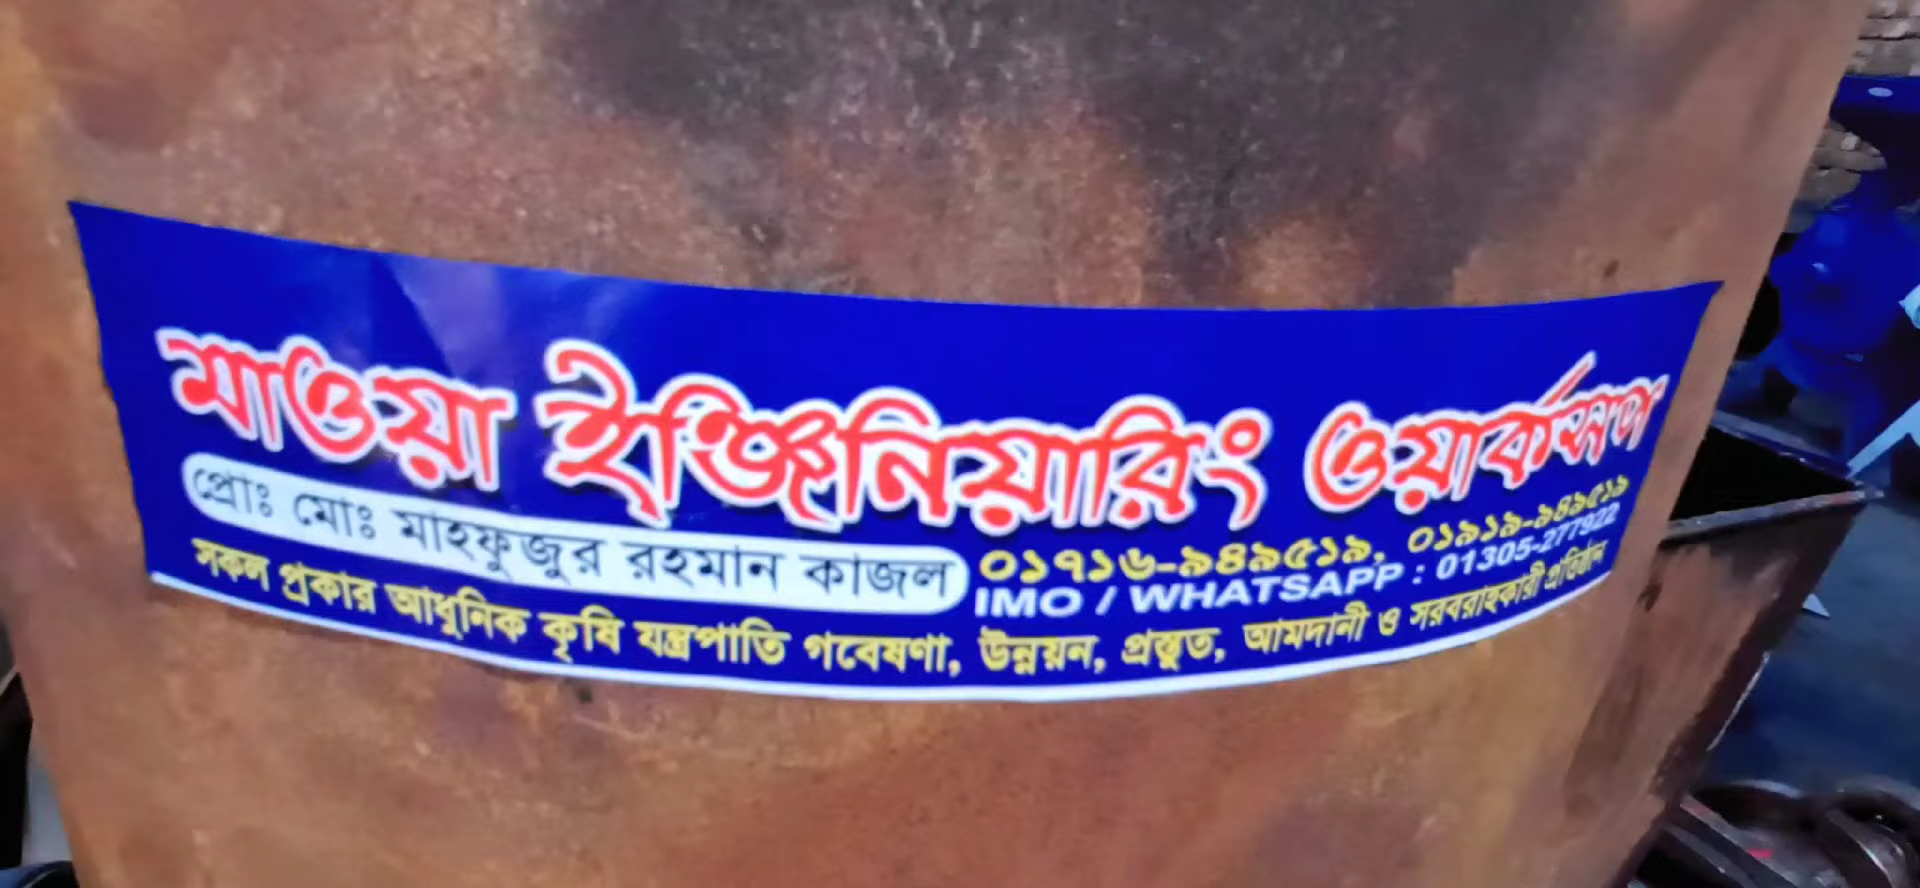 মাওয়া ইঞ্জিনিয়ারিং ওয়ার্কসপ
প্রোঃ মোঃ মাহফুজুর রহমান কাজল
০১৭১৬-৯৪৯৫১৯, ০১৯১৯-৯৪৯৫১৯
IMO / WHATSAPP : 01305-277922
সকল প্রকার আধুনিক কৃষি যন্ত্রপাতি গবেষণা, উন্নয়ন, প্রস্তুত, আমদানী ও সরবরাহকারী প্রতিষ্ঠান